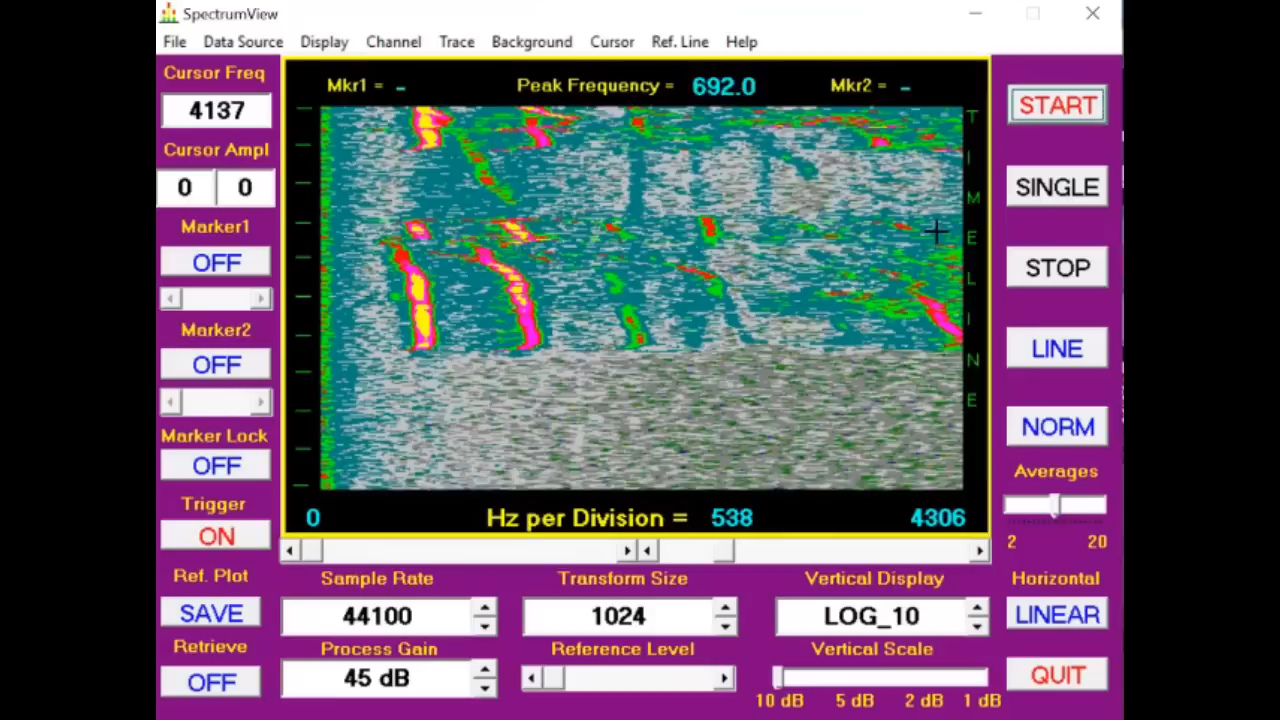 SpectrumView
File Data Source Display Channel Trace Background Cursor Ref. Line Help
Cursor Freq
4137
Cursor Ampl
0 0
Marker1
OFF
Marker2
OFF
Marker Lock
OFF
Trigger
ON
Ref. Plot
SAVE
Retrieve
OFF
Mkr1 = - Peak Frequency = 692.0 Mkr2 = -
TIME LINE
0 Hz per Division = 538 4306
Sample Rate
44100
Process Gain
45 dB
Transform Size
1024
Reference Level
Vertical Display
LOG_10
Vertical Scale
10 dB 5 dB 2 dB 1 dB
START
SINGLE
STOP
LINE
NORM
Averages
2 20
Horizontal
LINEAR
QUIT